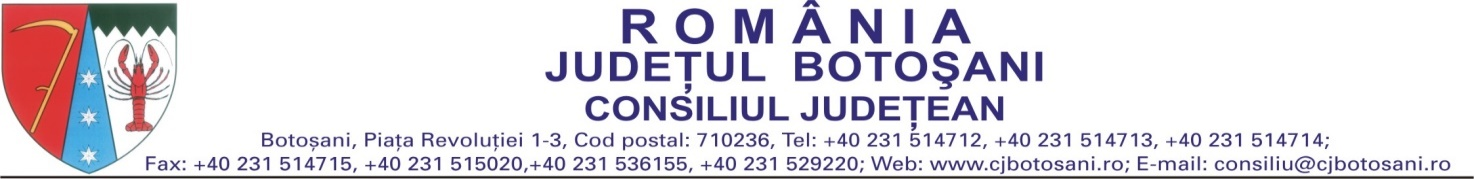 ROMÂNIA
JUDEȚUL BOTOŞANI
CONSILIUL JUDEȚEAN
Botoșani, Piața Revoluției 1-3, Cod postal: 710236, Tel: +40 231 514712, +40 231 514713, +40 231 514714;
Fax: +40 231 514715, +40 231 515020,+40 231 536155, +40 231 529220; Web: www.cjbotosani.ro; E-mail: consiliu@cjbotosani.ro